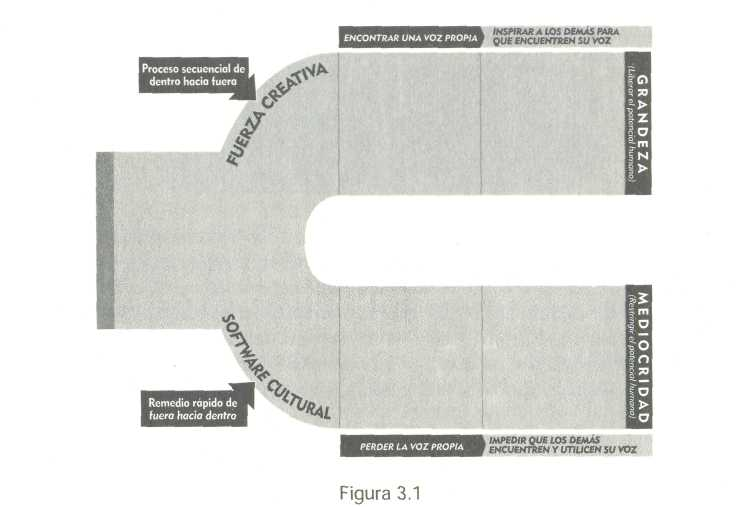 ENCONTRAR UNA VOZ PROPIA
INSPIRAR A LOS DEMÁS PARA
QUE ENCUENTREN SU VOZ
Proceso secuencial de
dentro hacia fuera
FUERZA CREATIVA
GRANDEZA
(Liberar el potencial humano)
SOFTWARE CULTURAL
MEDIOCRIDAD
(Restringir el potencial humano)
Remedio rápido de
fuera hacia dentro
PERDER LA VOZ PROPIA
IMPEDIR QUE LOS DEMÁS
ENCUENTREN Y UTILICEN SU VOZ
Figura 3.1